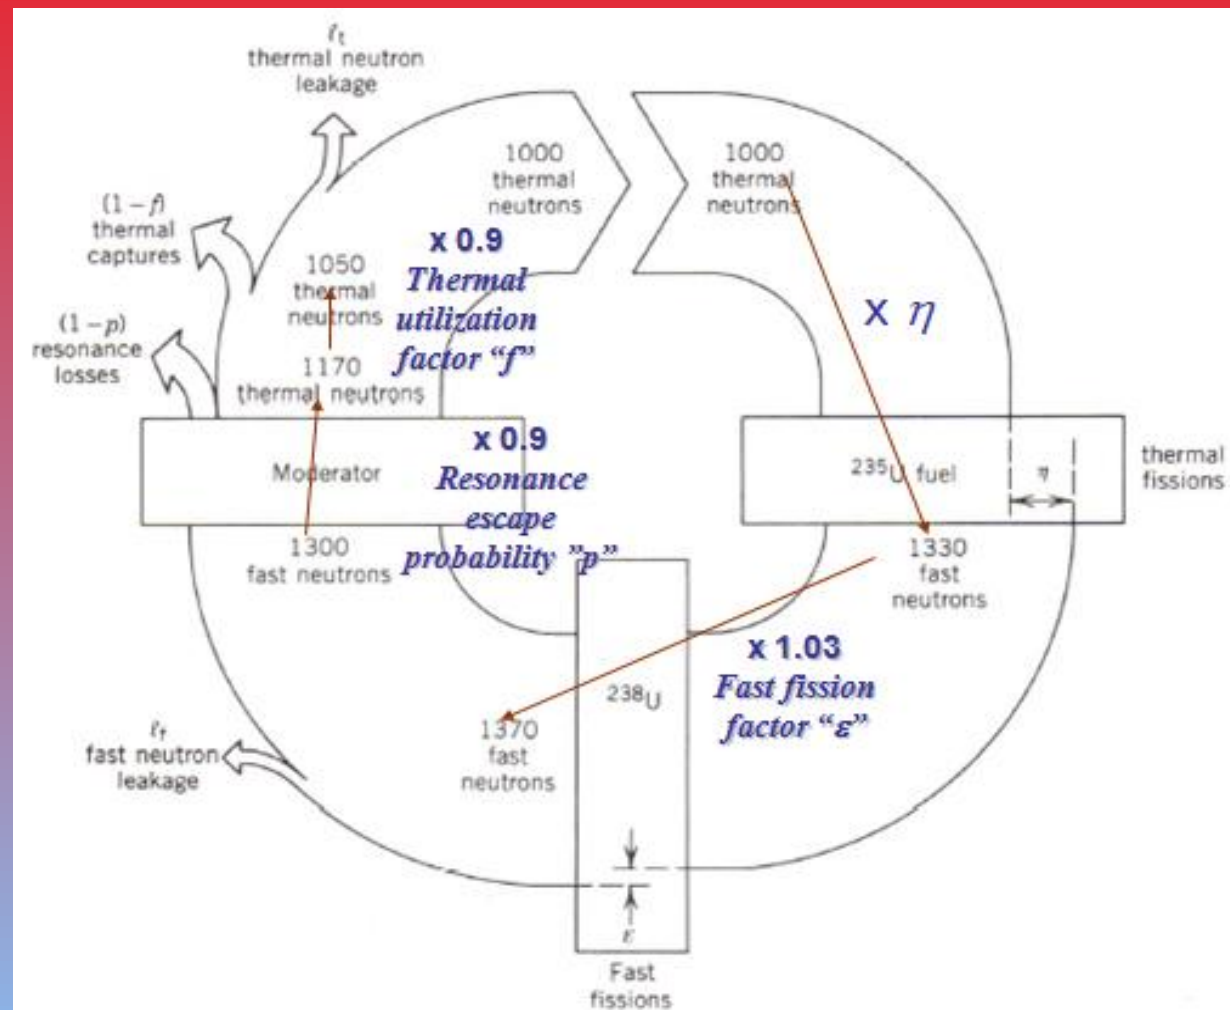 ℓt
thermal neutron
leakage
1000
thermal
neutrons
1000
thermal
neutrons
(1-f)
thermal
captures
x 0.9
Thermal
utilization
factor “f”
1050
thermal
neutrons
x η
(1-p)
resonance
losses
1170
thermal neutrons
Moderator
x 0.9
Resonance
escape
probability ”p”
²³⁵U fuel
η
thermal
fissions
1300
fast neutrons
1330
fast
neutrons
x 1.03
Fast fission
factor “ε”
²³⁸U
1370
fast
neutrons
ℓf
fast neutron
leakage
ε
Fast
fissions